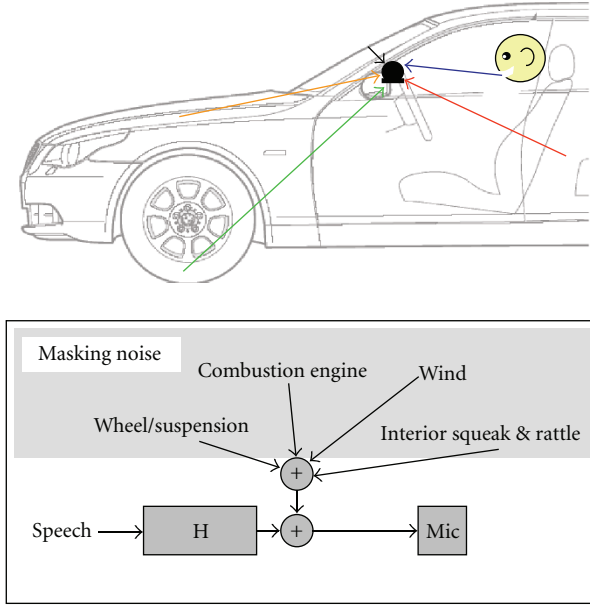 Masking noise
Combustion engine
Wind
Wheel/suspension
Interior squeak & rattle
+
Speech
H
+
Mic